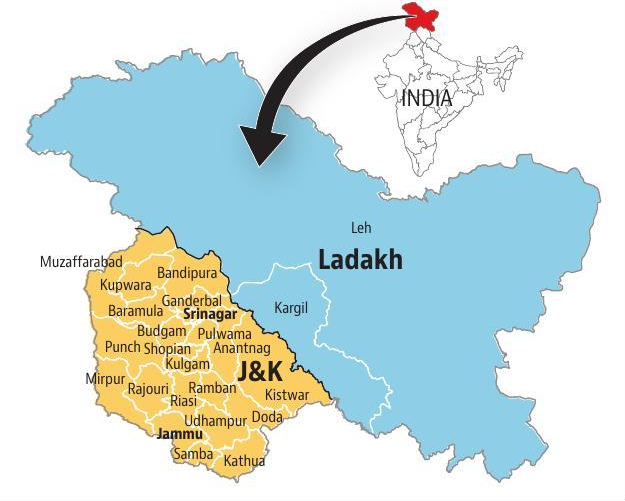 INDIA
Leh
Ladakh
Muzaffarabad
Bandipura
Kupwara
Ganderbal
Baramula
Srinagar
Kargil
Budgam
Pulwama
Punch
Shopian
Anantnag
Kulgam
J&K
Mirpur
Rajouri
Ramban
Kistwar
Riasi
Udhampur
Doda
Jammu
Samba
Kathua